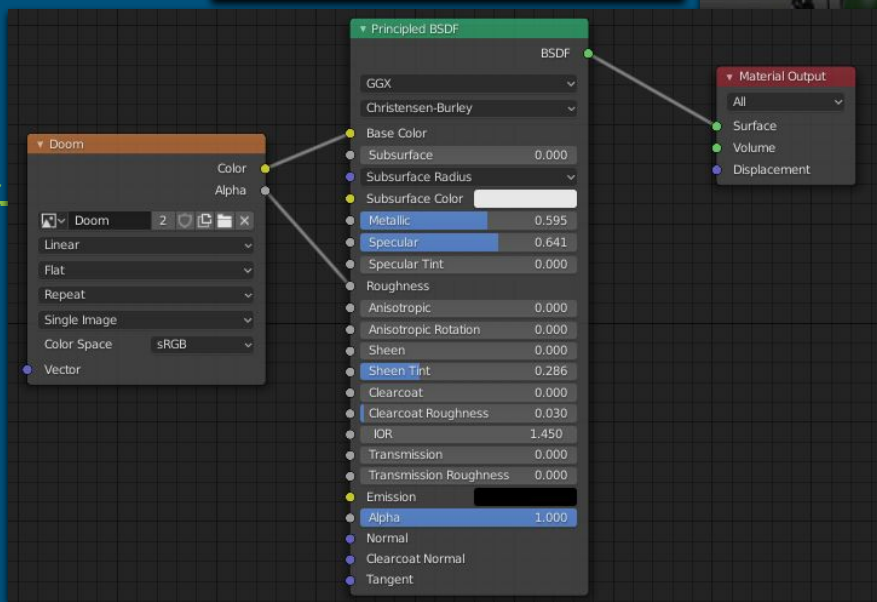 Doom
Color
Alpha
Doom 2
Linear
Flat
Repeat
Single Image
Color Space sRGB
Vector
Principled BSDF
BSDF
GGX
Christensen-Burley
Base Color
Subsurface 0.000
Subsurface Radius
Subsurface Color
Metallic 0.595
Specular 0.641
Specular Tint 0.000
Roughness
Anisotropic 0.000
Anisotropic Rotation 0.000
Sheen 0.000
Sheen Tint 0.286
Clearcoat 0.000
Clearcoat Roughness 0.030
IOR 1.450
Transmission 0.000
Transmission Roughness 0.000
Emission
Alpha 1.000
Normal
Clearcoat Normal
Tangent
Material Output
All
Surface
Volume
Displacement